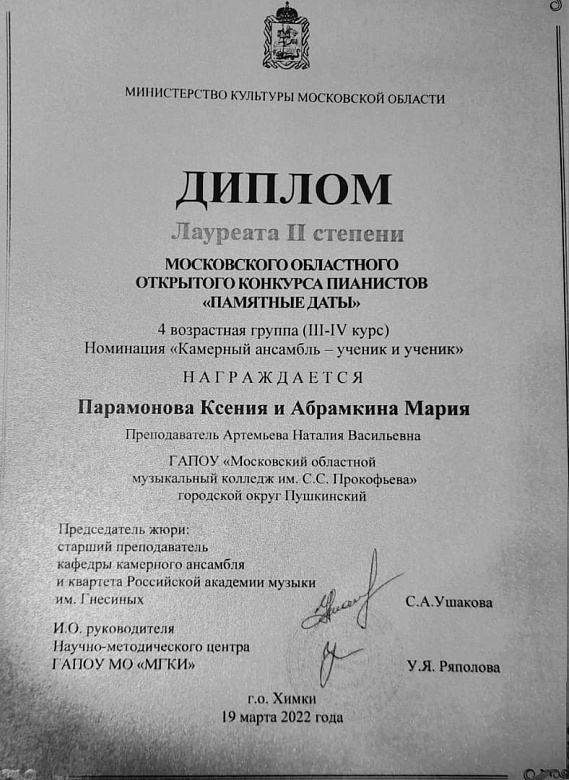 МИНИСТЕРСТВО КУЛЬТУРЫ МОСКОВСКОЙ ОБЛАСТИ
ДИПЛОМ
Лауреата II степени
МОСКОВСКОГО ОБЛАСТНОГО
ОТКРЫТОГО КОНКУРСА ПИАНИСТОВ
«ПАМЯТНЫЕ ДАТЫ»
4 возрастная группа (III-IV курс)
Номинация «Камерный ансамбль – ученик и ученик»
НАГРАЖДАЕТСЯ
Парамонова Ксения и Абрамкина Мария
Преподаватель Артемьева Наталия Васильевна
ГАПОУ «Московский областной
музыкальный колледж им. С.С. Прокофьева»
городской округ Пушкинский
Председатель жюри:
старший преподаватель
кафедры камерного ансамбля
и квартета Российской академии музыки
им. Гнесиных
С.А.Ушакова
И.О. руководителя
Научно-методического центра
ГАПОУ МО «МГКИ»
У.Я. Ряполова
г.о. Химки
19 марта 2022 года